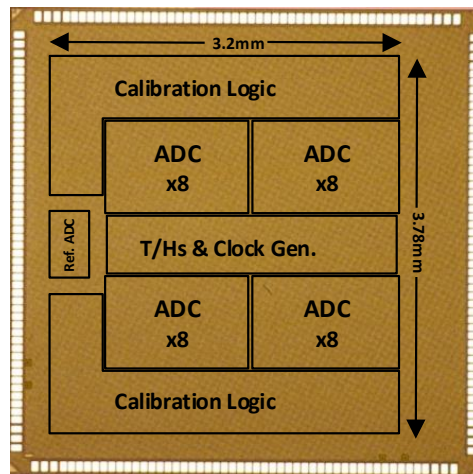 3.2mm
Calibration Logic
ADC
x8
ADC
x8
Ref. ADC
T/Hs & Clock Gen.
3.78mm
ADC
x8
ADC
x8
Calibration Logic